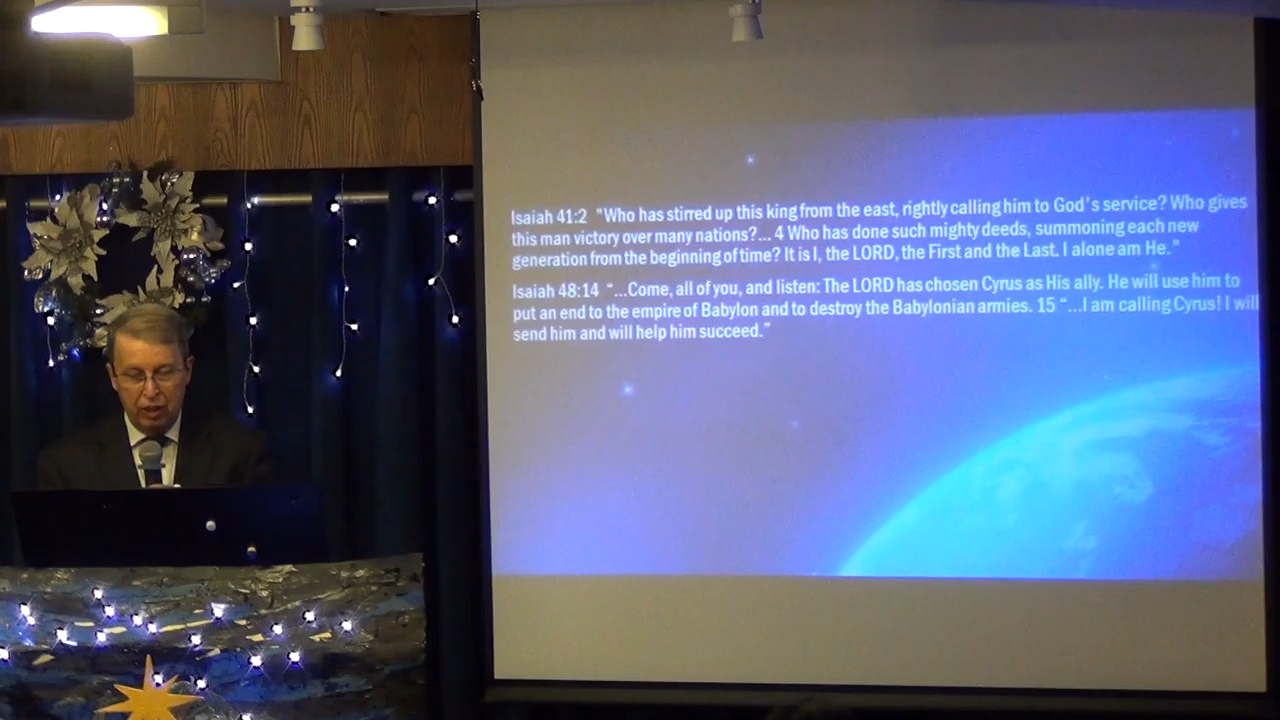 Isaiah 41:2 "Who has stirred up this king from the east, rightly calling him to God's service? Who gives
this man victory over many nations?... 4 Who has done such mighty deeds, summoning each new
generation from the beginning of time? It is I, the LORD, the First and the Last. I alone am He."
Isaiah 48:14 "...Come, all of you, and listen: The LORD has chosen Cyrus as His ally. He will use him to
put an end to the empire of Babylon and to destroy the Babylonian armies. 15 "...I am calling Cyrus! I will
send him and will help him succeed."